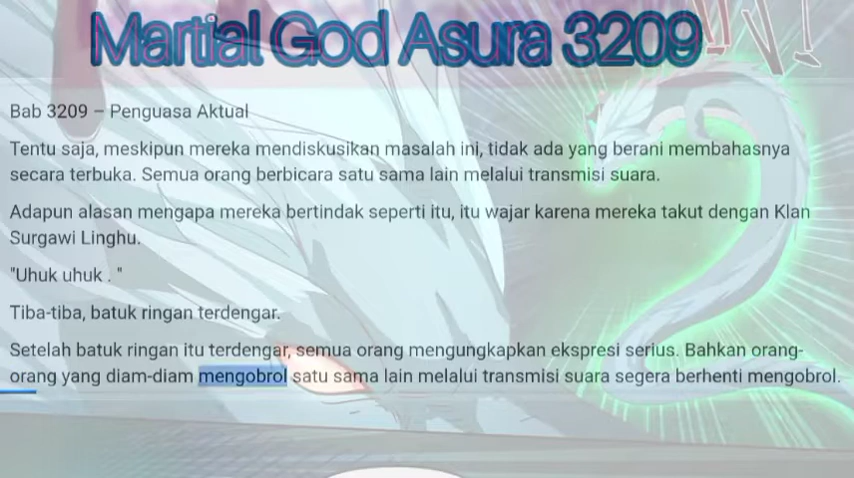 Martial God Asura 3209
Bab 3209 – Penguasa Aktual
Tentu saja, meskipun mereka mendiskusikan masalah ini, tidak ada yang berani membahasnya
secara terbuka. Semua orang berbicara satu sama lain melalui transmisi suara.
Adapun alasan mengapa mereka bertindak seperti itu, itu wajar karena mereka takut dengan Klan
Surgawi Linghu.
"Uhuk uhuk . "
Tiba-tiba, batuk ringan terdengar.
Setelah batuk ringan itu terdengar, semua orang mengungkapkan ekspresi serius. Bahkan orang-
orang yang diam-diam mengobrol satu sama lain melalui transmisi suara segera berhenti mengobrol.